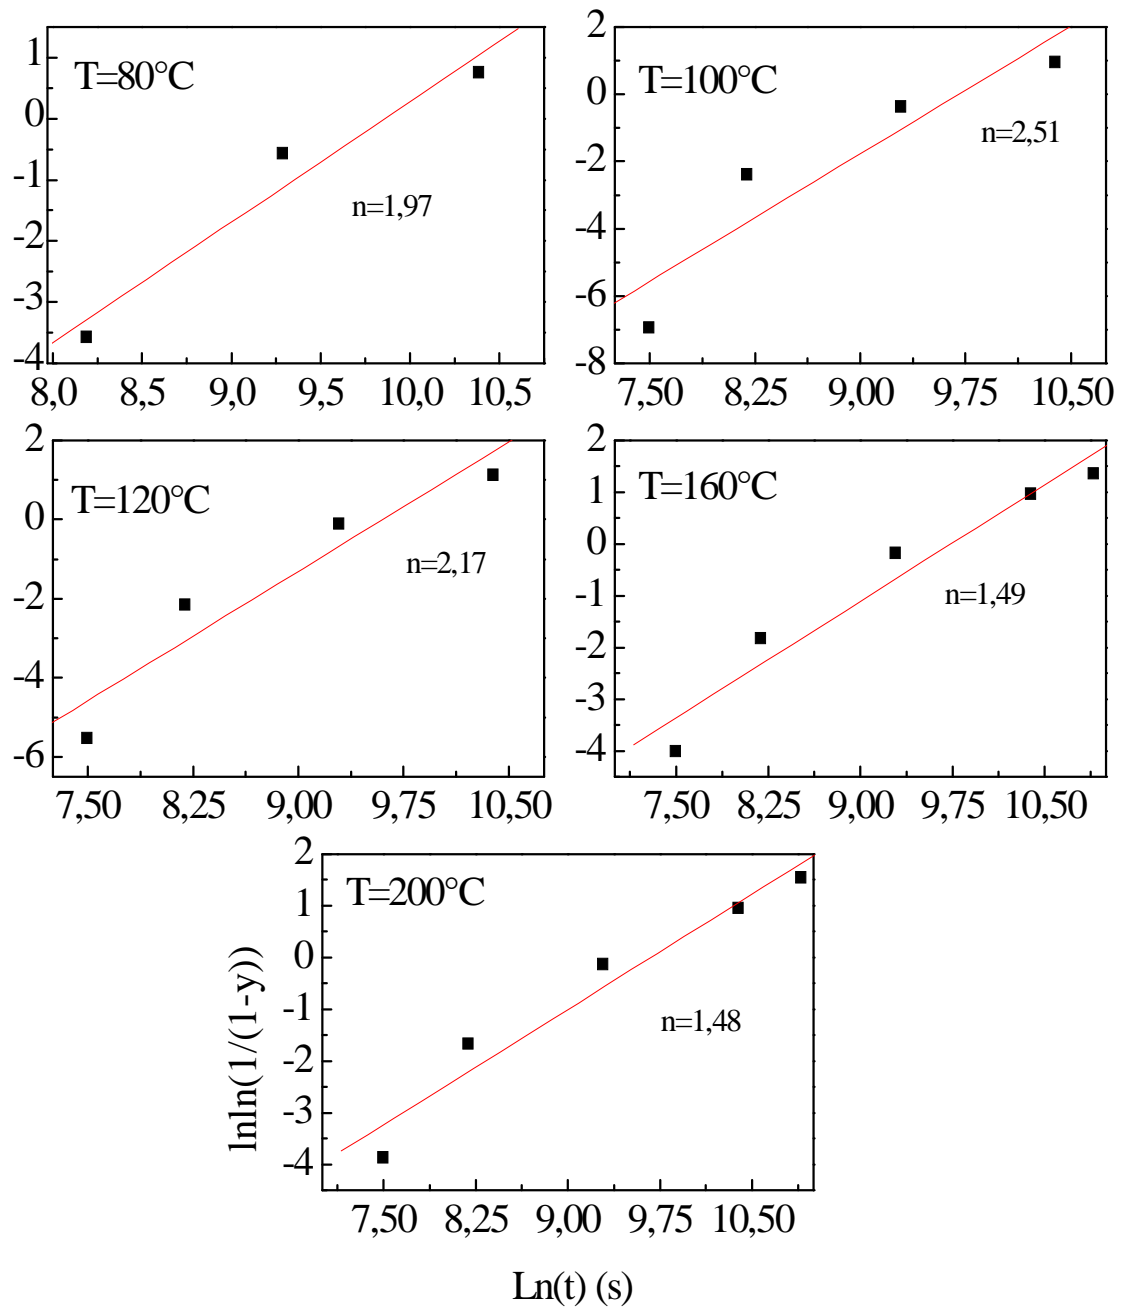 T=80°C
1
0
-1
-2
-3
-4
n=1,97
8,0 8,5 9,0 9,5 10,0 10,5
T=100°C
2
0
-2
-4
-6
-8
n=2,51
7,50 8,25 9,00 9,75 10,50
T=120°C
2
0
-2
-4
-6
n=2,17
7,50 8,25 9,00 9,75 10,50
T=160°C
2
1
0
-1
-2
-3
-4
n=1,49
7,50 8,25 9,00 9,75 10,50
T=200°C
2
1
0
-1
-2
-3
-4
n=1,48
lnln(1/(1-y))
7,50 8,25 9,00 9,75 10,50
Ln(t) (s)